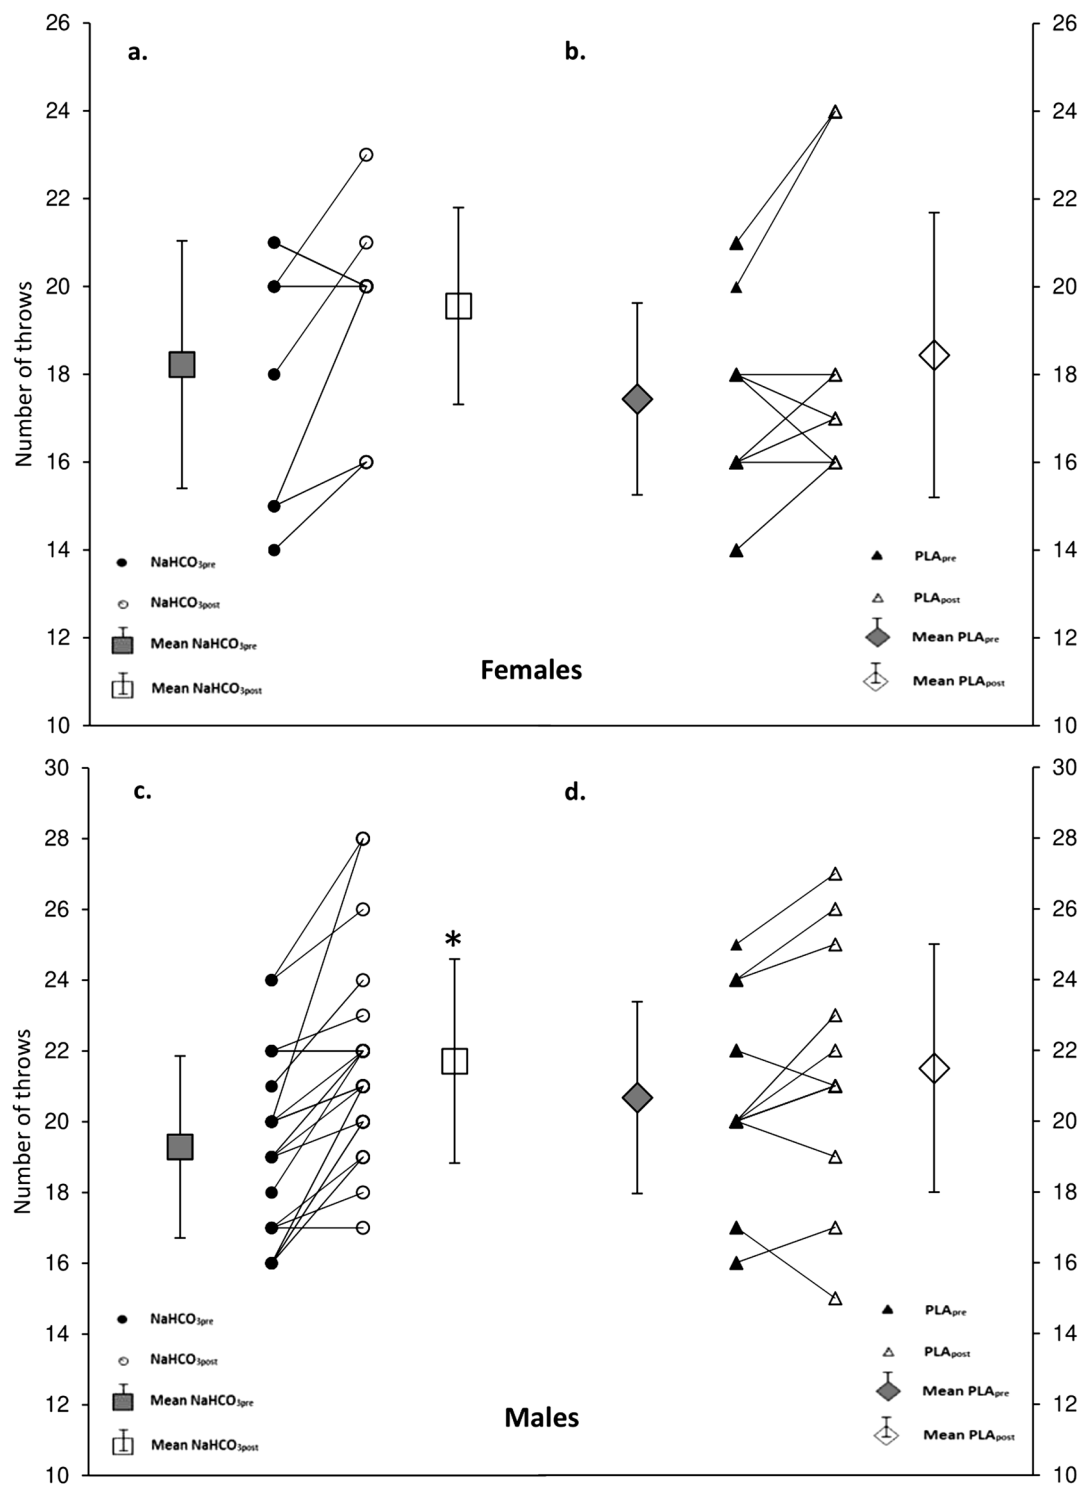 26 26
a. b.
24 24
22 22
20 20
Number of throws
18 18
16 16
14 14
NaHCO3pre PLApre
NaHCO3post PLApost
12 12
Mean NaHCO3pre Mean PLApre
Females
Mean NaHCO3post Mean PLApost
10 10
30 30
c. d.
28 28
26 26
*
24 24
22 22
Number of throws
20 20
18 18
16 16
NaHCO3pre PLApre
14 14
NaHCO3post PLApost
Mean NaHCO3pre Mean PLApre
12 12
Males
Mean NaHCO3post Mean PLApost
10 10